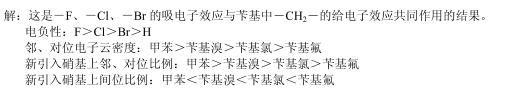 解：这是－F、－Cl、－Br 的吸电子效应与苄基中－CH₂－的给电子效应共同作用的结果。
电负性：F＞Cl＞Br＞H
邻、对位电子云密度：甲苯＞苄基溴＞苄基氯＞苄基氟
新引入硝基上邻、对位比例：甲苯＞苄基溴＞苄基氯＞苄基氟
新引入硝基上间位比例：甲苯＜苄基溴＜苄基氯＜苄基氟